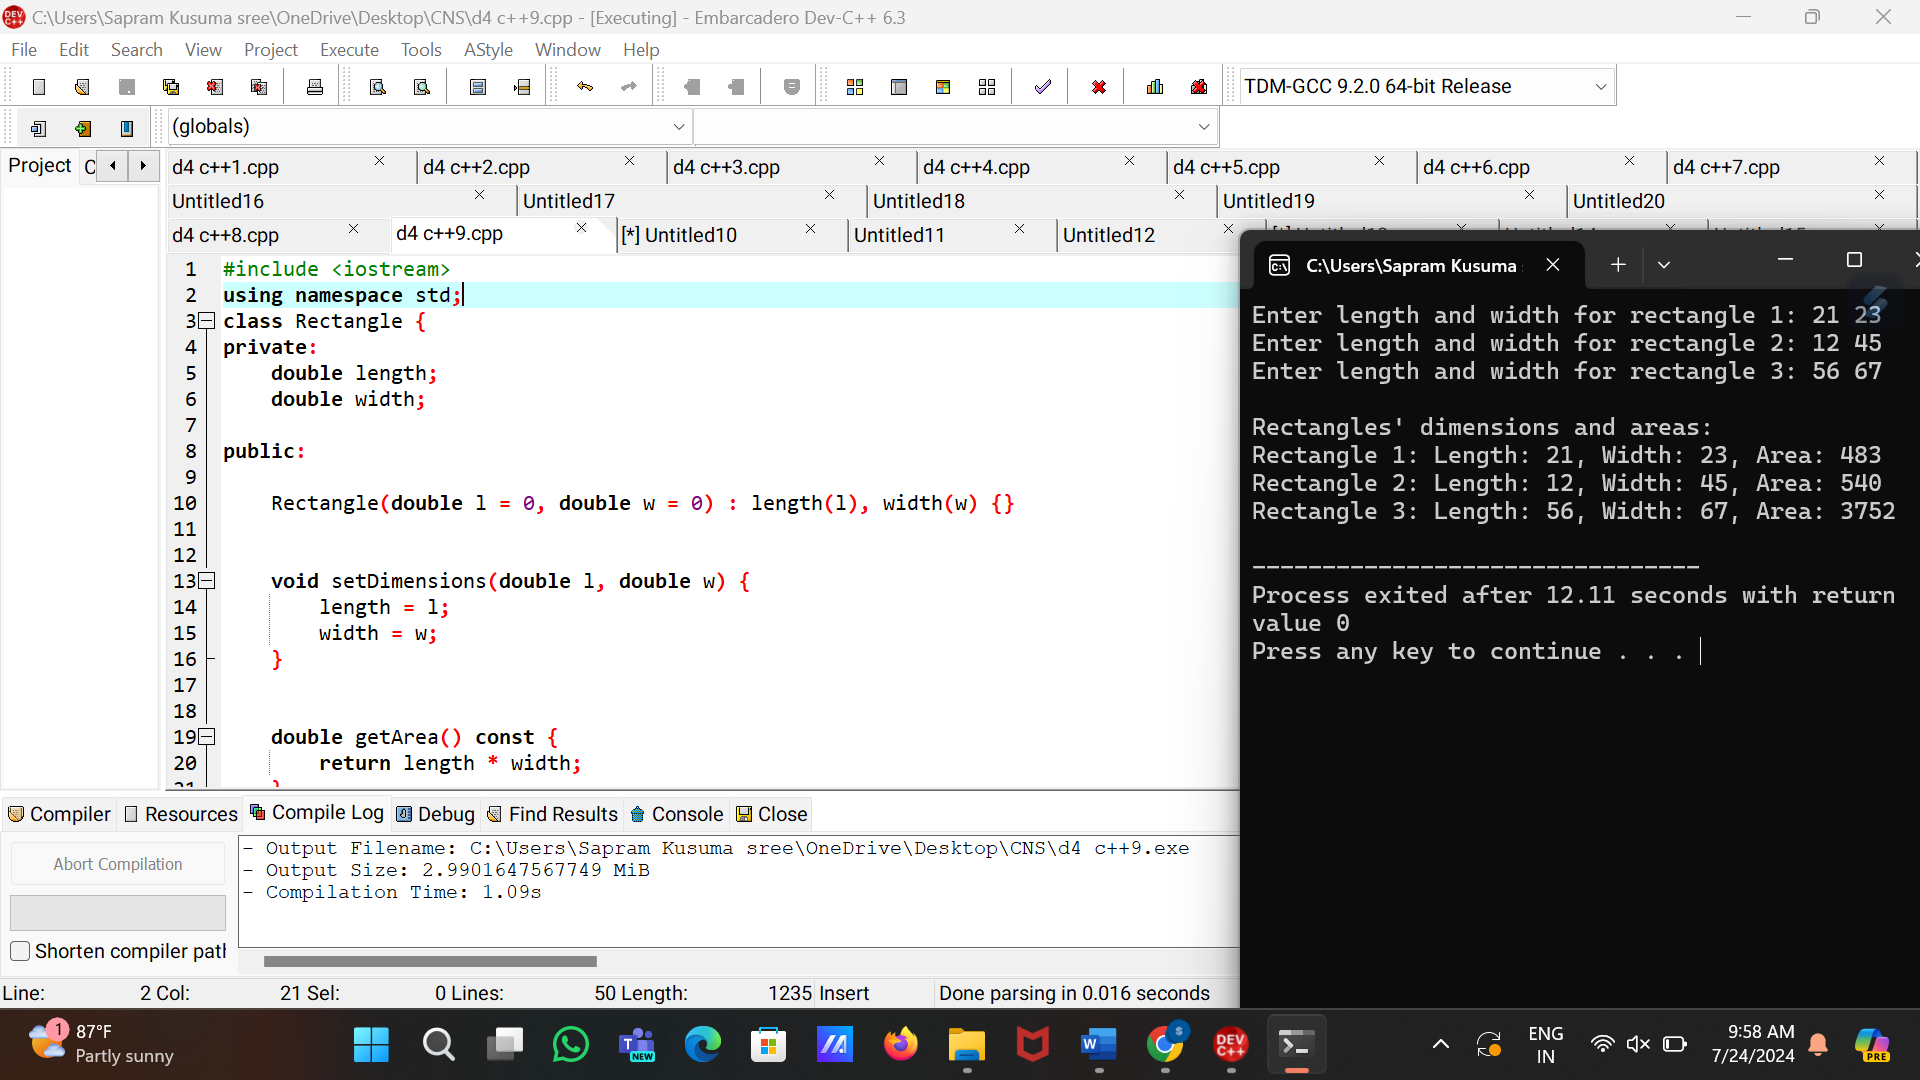 C:\Users\Sapram Kusuma sree\OneDrive\Desktop\CNS\d4 c++9.cpp - [Executing] - Embarcadero Dev-C++ 6.3
File Edit Search View Project Execute Tools AStyle Window Help
TDM-GCC 9.2.0 64-bit Release
(globals)
Project C
d4 c++1.cpp d4 c++2.cpp d4 c++3.cpp d4 c++4.cpp d4 c++5.cpp d4 c++6.cpp d4 c++7.cpp
Untitled16 Untitled17 Untitled18 Untitled19 Untitled20
d4 c++8.cpp d4 c++9.cpp [*] Untitled10 Untitled11 Untitled12
1 #include <iostream>
2 using namespace std;
3 class Rectangle {
4 private:
5 double length;
6 double width;
7
8 public:
9
10 Rectangle(double l = 0, double w = 0) : length(l), width(w) {}
11
12
13 void setDimensions(double l, double w) {
14 length = l;
15 width = w;
16 }
17
18
19 double getArea() const {
20 return length * width;
21 }
C:\Users\Sapram Kusuma
Enter length and width for rectangle 1: 21 23
Enter length and width for rectangle 2: 12 45
Enter length and width for rectangle 3: 56 67
Rectangles' dimensions and areas:
Rectangle 1: Length: 21, Width: 23, Area: 483
Rectangle 2: Length: 12, Width: 45, Area: 540
Rectangle 3: Length: 56, Width: 67, Area: 3752
--------------------------------
Process exited after 12.11 seconds with return
value 0
Press any key to continue . . .
Compiler Resources Compile Log Debug Find Results Console Close
Abort Compilation
Shorten compiler path
- Output Filename: C:\Users\Sapram Kusuma sree\OneDrive\Desktop\CNS\d4 c++9.exe
- Output Size: 2.9901647567749 MiB
- Compilation Time: 1.09s
Line: 2 Col: 21 Sel: 0 Lines: 50 Length: 1235 Insert Done parsing in 0.016 seconds
1 87°F
Partly sunny
NEW
DEV C++
S
ENG
IN
9:58 AM
7/24/2024
PRE